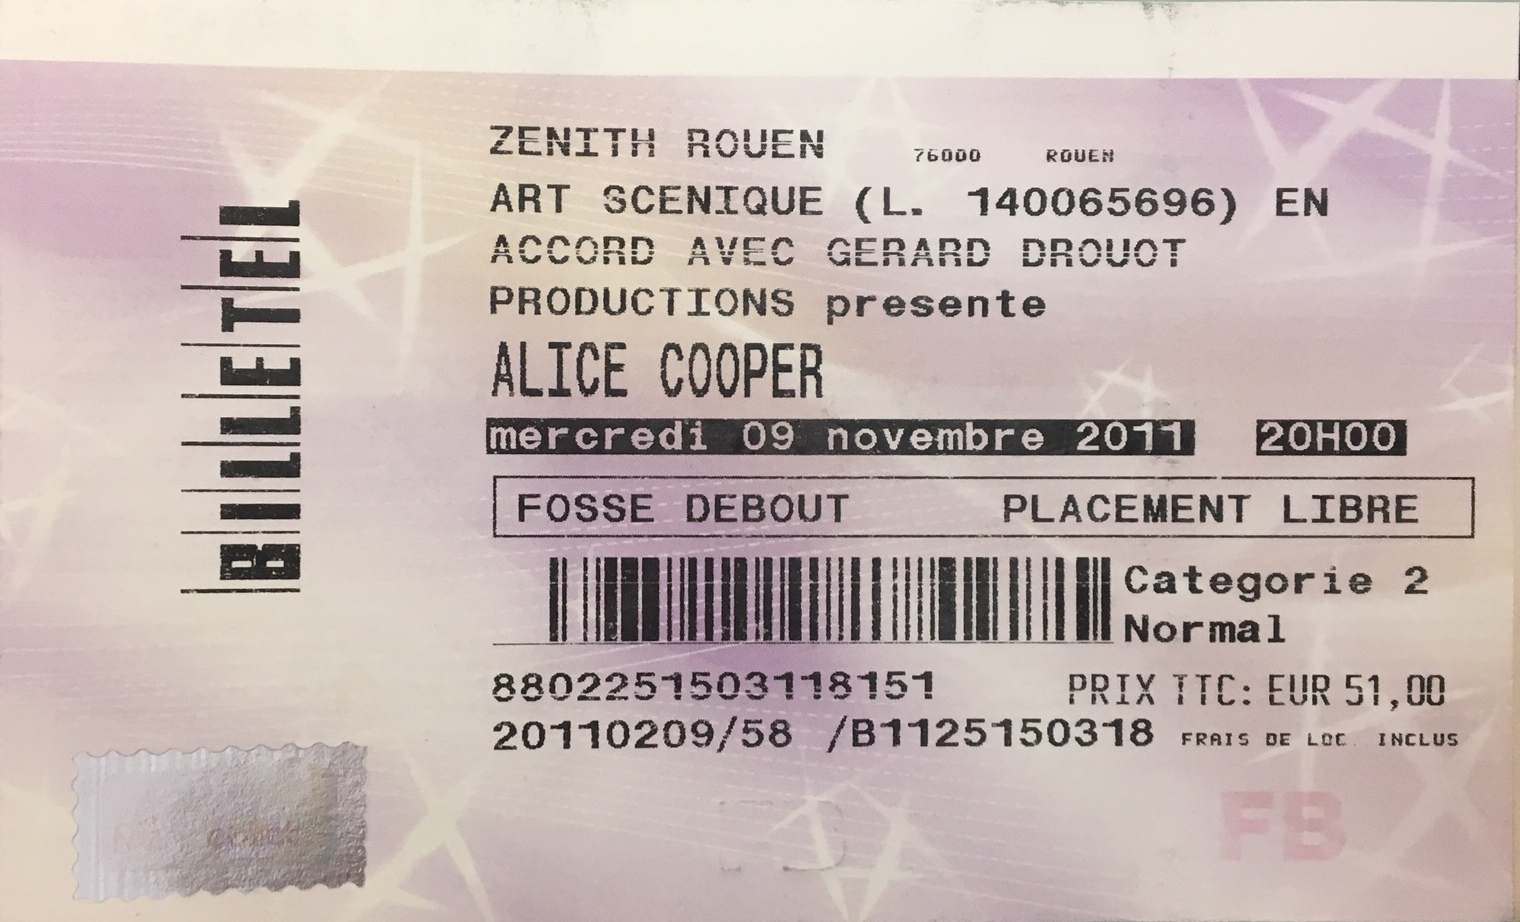 BILLETEL
ZENITH ROUEN 76000 ROUEN
ART SCENIQUE (L. 140065696) EN
ACCORD AVEC GERARD DROUOT
PRODUCTIONS presente
ALICE COOPER
mercredi 09 novembre 2011 20H00
FOSSE DEBOUT PLACEMENT LIBRE
Categorie 2
Normal
8802251503118151 PRIX TTC: EUR 51,00
20110209/58 /B1125150318 FRAIS DE LOC. INCLUS
FB